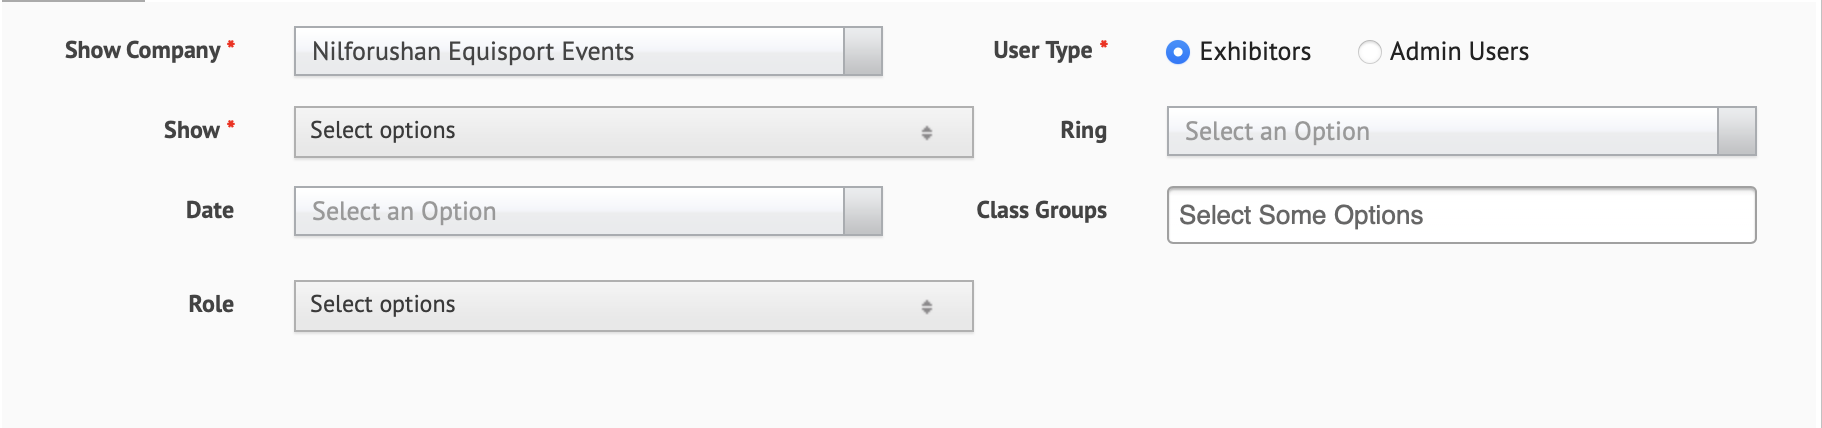 Show Company * Nilforushan Equisport Events User Type * Exhibitors Admin Users
Show * Select options Ring Select an Option
Date Select an Option Class Groups Select Some Options
Role Select options